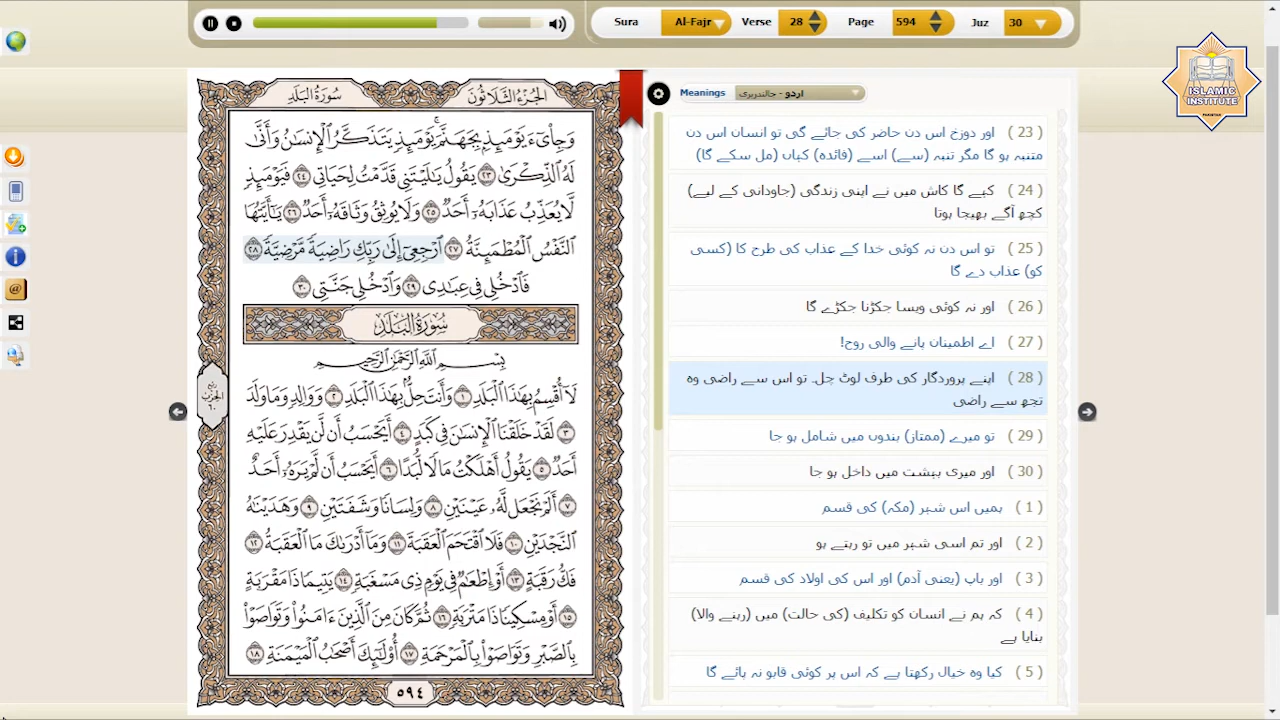 Sura Al-Fajr Verse 28 Page 594 Juz 30
ISLAMIC
INSTITUTE
سُورَةُ البَلَدِ
الجُزْءُ الثَّلَاثُونَ
وَجِا۟ىٓءَ يَوْمَئِذٍۭ بِجَهَنَّمَ ۚ يَوْمَئِذٍ يَتَذَكَّرُ ٱلْإِنسَٰنُ وَأَنَّىٰ
لَهُ ٱلذِّكْرَىٰ ٢٣ يَقُولُ يَٰلَيْتَنِى قَدَّمْتُ لِحَيَاتِى ٢٤ فَيَوْمَئِذٍ
لَّا يُعَذِّبُ عَذَابَهُۥٓ أَحَدٌ ٢٥ وَلَا يُوثِقُ وَثَاقَهُۥٓ أَحَدٌ ٢٦ يَٰٓأَيَّتُهَا
ٱلنَّفْسُ ٱلْمُطْمَئِنَّةُ ٢٧ ٱرْجِعِىٓ إِلَىٰ رَبِّكِ رَاضِيَةً مَّرْضِيَّةً ٢٨
فَٱدْخُلِى فِى عِبَٰدِى ٢٩ وَٱدْخُلِى جَنَّتِى ٣٠
سُورَةُ البَلَدِ
بِسْمِ ٱللَّهِ ٱلرَّحْمَٰنِ ٱلرَّحِيمِ
لَآ أُقْسِمُ بِهَٰذَا ٱلْبَلَدِ ١ وَأَنتَ حِلٌّۢ بِهَٰذَا ٱلْبَلَدِ ٢ وَوَالِدٍ وَمَا وَلَدَ
٣ لَقَدْ خَلَقْنَا ٱلْإِنسَٰنَ فِى كَبَدٍ ٤ أَيَحْسَبُ أَن لَّن يَقْدِرَ عَلَيْهِ
أَحَدٌ ٥ يَقُولُ أَهْلَكْتُ مَالًا لُّبَدًا ٦ أَيَحْسَبُ أَن لَّمْ يَرَهُۥٓ أَحَدٌ
٧ أَلَمْ نَجْعَل لَّهُۥ عَيْنَيْنِ ٨ وَلِسَانًا وَشَفَتَيْنِ ٩ وَهَدَيْنَٰهُ
ٱلنَّجْدَيْنِ ١٠ فَلَا ٱقْتَحَمَ ٱلْعَقَبَةَ ١١ وَمَآ أَدْرَىٰكَ مَا ٱلْعَقَبَةُ ١٢
فَكُّ رَقَبَةٍ ١٣ أَوْ إِطْعَٰمٌ فِى يَوْمٍ ذِى مَسْغَبَةٍ ١٤ يَتِيمًا ذَا مَقْرَبَةٍ
١٥ أَوْ مِسْكِينًا ذَا مَتْرَبَةٍ ١٦ ثُمَّ كَانَ مِنَ ٱلَّذِينَ ءَامَنُوا۟ وَتَوَاصَوْا۟
بِٱلصَّبْرِ وَتَوَاصَوْا۟ بِٱلْمَرْحَمَةِ ١٧ أُو۟لَٰٓئِكَ أَصْحَٰبُ ٱلْمَيْمَنَةِ ١٨
٥٩٤
Meanings اردو - جالندہری
( 23 ) اور دوزخ اس دن حاضر کی جائے گی تو انسان اس دن
متنبہ ہو گا مگر تنبہ (سے) اسے (فائدہ) کہاں (مل سکے گا)
( 24 ) کہے گا کاش میں نے اپنی زندگی (جاودانی کے لیے)
کچھ آگے بھیجا ہوتا
( 25 ) تو اس دن نہ کوئی خدا کے عذاب کی طرح کا (کسی
کو) عذاب دے گا
( 26 ) اور نہ کوئی ویسا جکڑنا جکڑے گا
( 27 ) اے اطمینان پانے والی روح!
( 28 ) اپنے پروردگار کی طرف لوٹ چل۔ تو اس سے راضی وہ
تجھ سے راضی
( 29 ) تو میرے (ممتاز) بندوں میں شامل ہو جا
( 30 ) اور میری بہشت میں داخل ہو جا
( 1 ) ہمیں اس شہر (مکہ) کی قسم
( 2 ) اور تم اسی شہر میں تو رہتے ہو
( 3 ) اور باپ (یعنی آدم) اور اس کی اولاد کی قسم
( 4 ) کہ ہم نے انسان کو تکلیف (کی حالت) میں (رہنے والا)
بنایا ہے
( 5 ) کیا وہ خیال رکھتا ہے کہ اس پر کوئی قابو نہ پائے گا